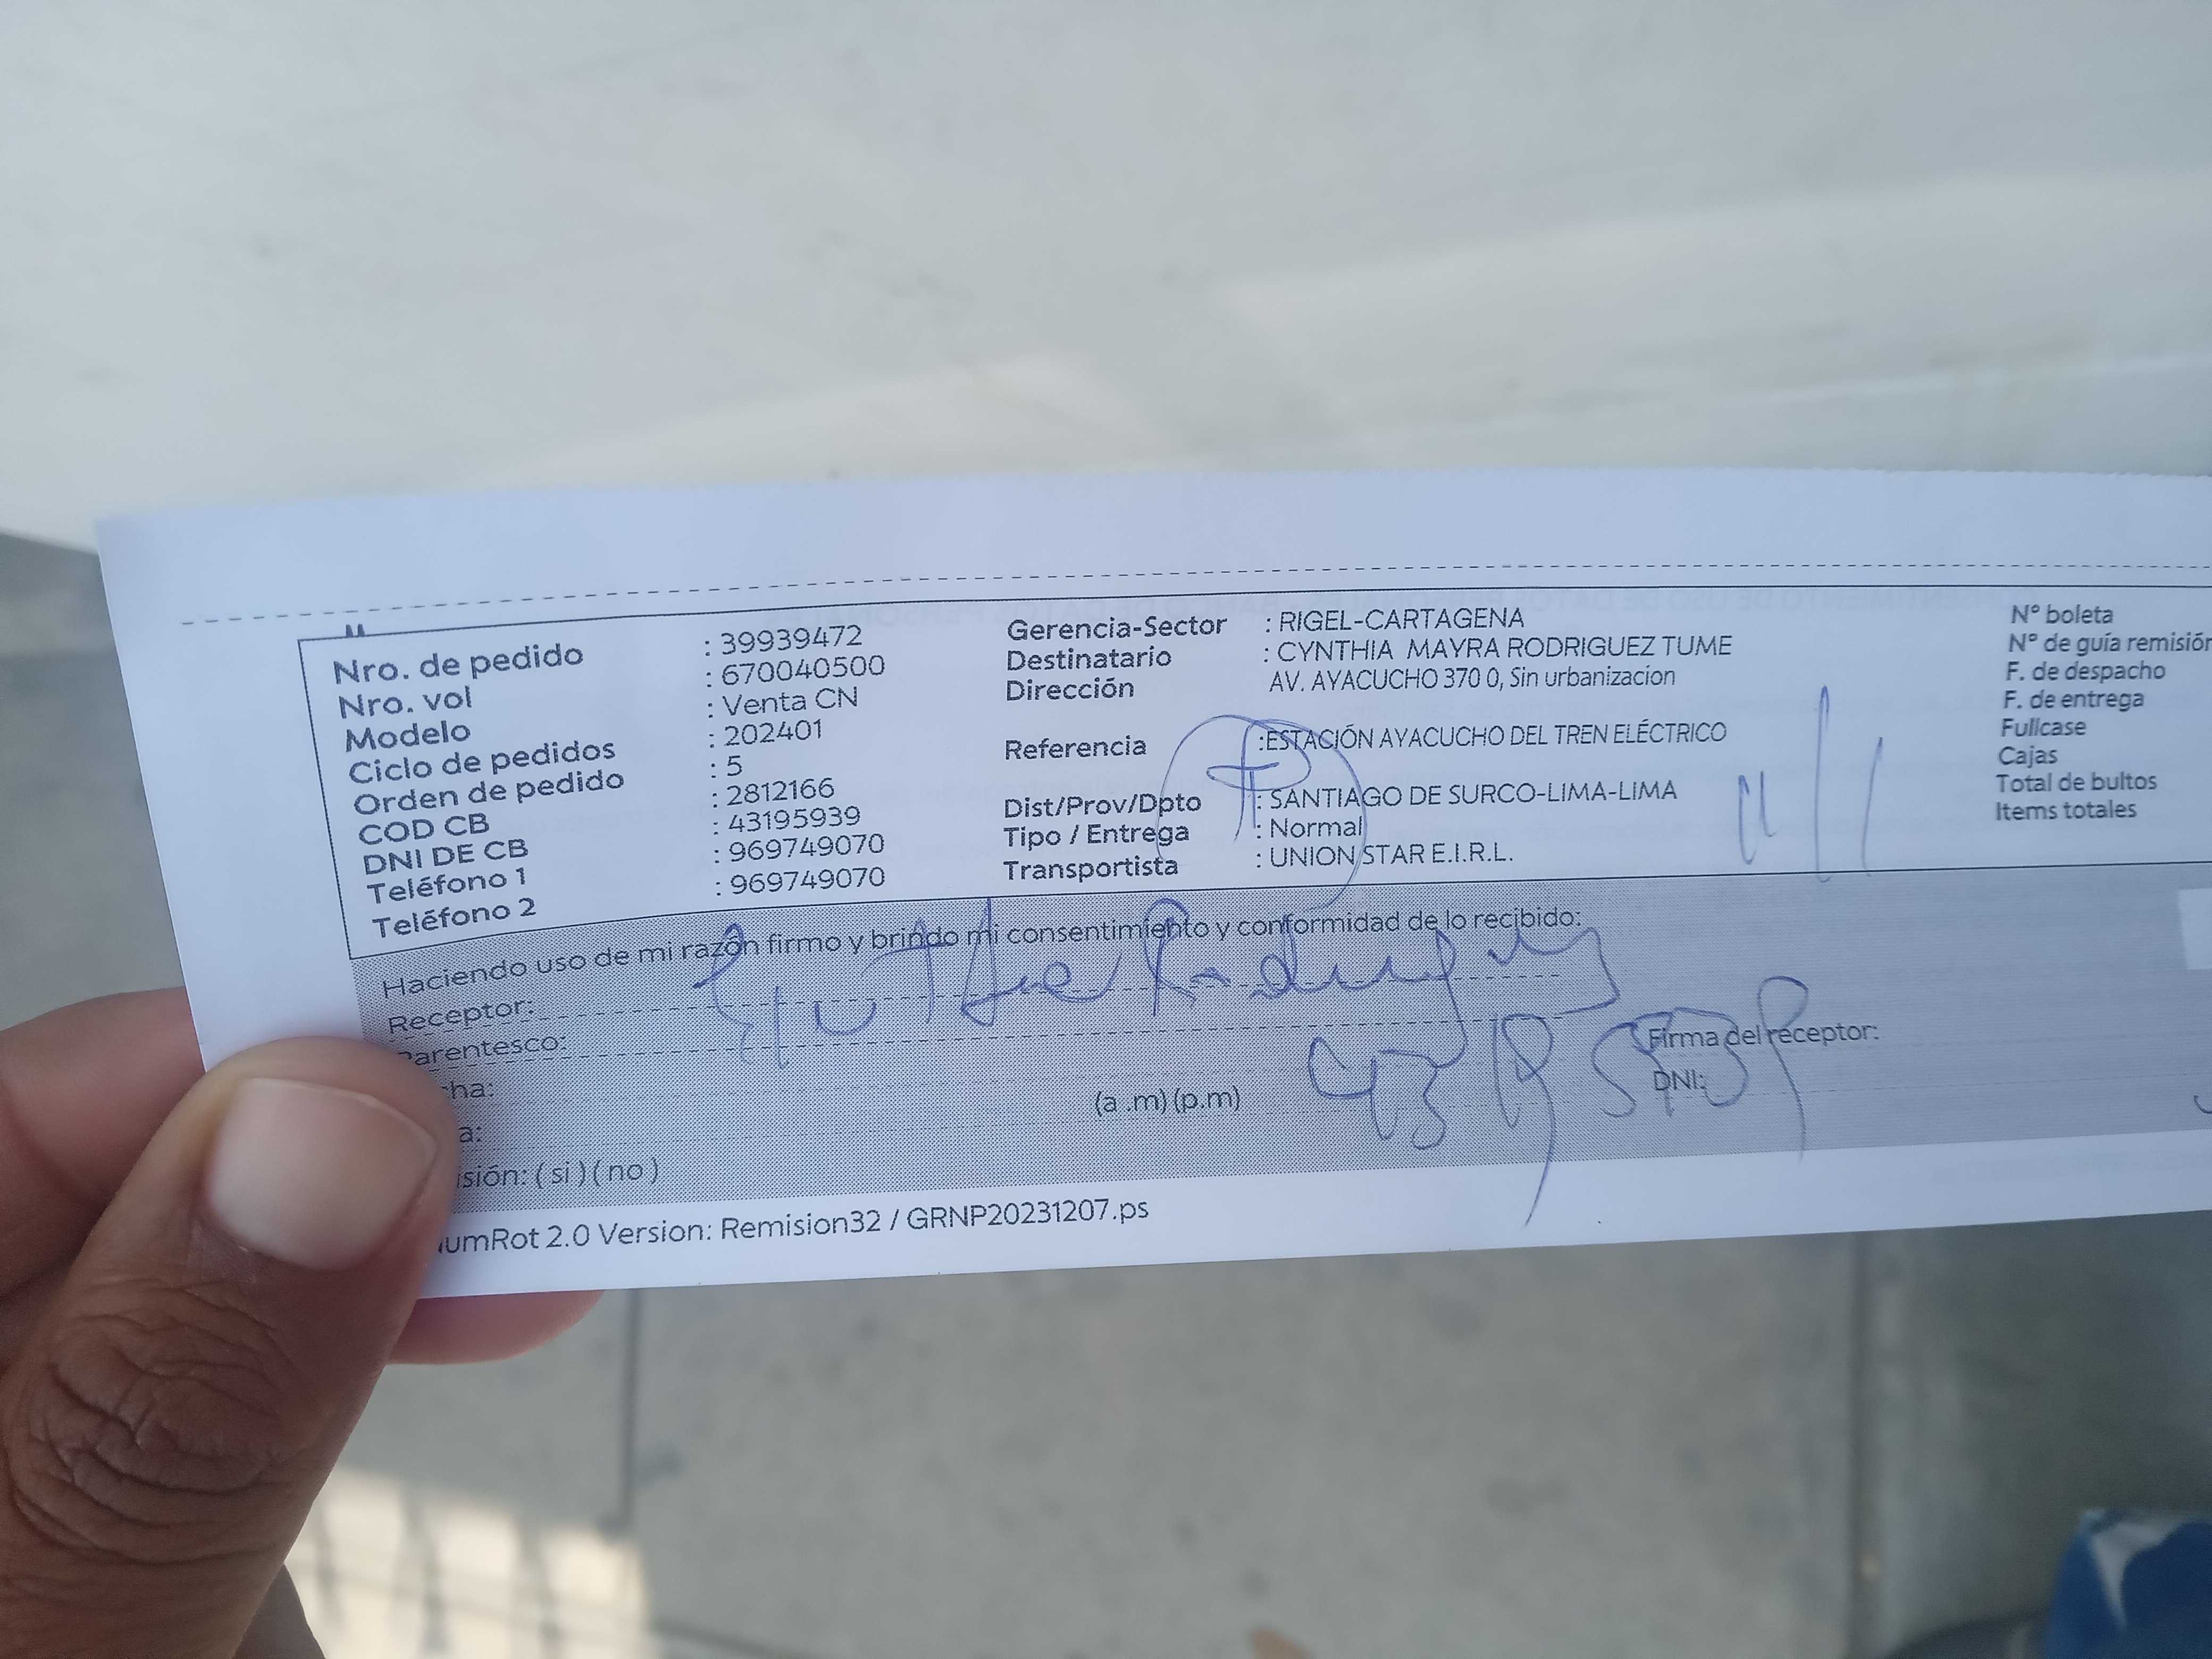 Nro. de pedido : 39939472
Nro. vol : 670040500
Modelo : Venta CN
Ciclo de pedidos : 202401
Orden de pedido : 5
COD CB : 2812166
DNI DE CB : 43195939
Teléfono 1 : 969749070
Teléfono 2 : 969749070
Gerencia-Sector : RIGEL-CARTAGENA
Destinatario : CYNTHIA MAYRA RODRIGUEZ TUME
Dirección AV. AYACUCHO 370 0, Sin urbanizacion
Referencia :ESTACIÓN AYACUCHO DEL TREN ELÉCTRICO
Dist/Prov/Dpto : SANTIAGO DE SURCO-LIMA-LIMA
Tipo / Entrega : Normal
Transportista : UNION STAR E.I.R.L.
N° boleta
N° de guía remisión
F. de despacho
F. de entrega
Fullcase
Cajas
Total de bultos
Items totales
Haciendo uso de mi razón firmo y brindo mi consentimiento y conformidad de lo recibido:
Receptor:
arentesco:
ha:
a:
(a .m) (p.m)
isión: ( si ) ( no )
Firma del receptor:
DNI:
umRot 2.0 Version: Remision32 / GRNP20231207.ps